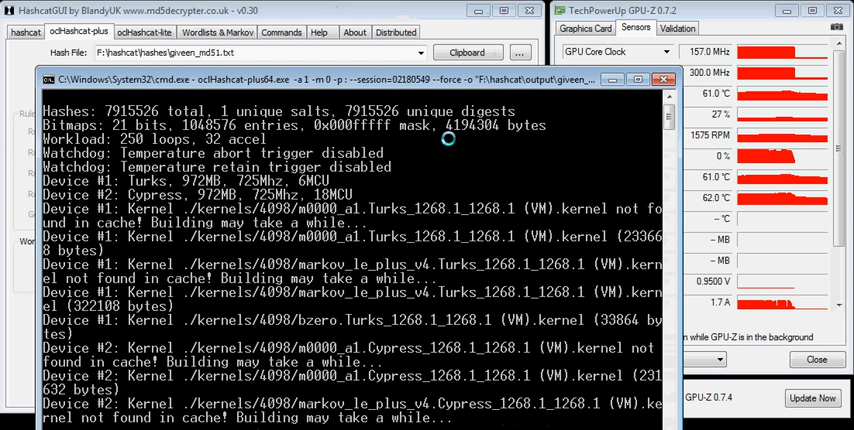 HashcatGUI by BlandyUK www.md5decrypter.co.uk - v0.30
hashcat oclHashcat-plus oclHashcat-lite Wordlists & Markov Commands Help About Distributed
Hash File: F:\hashcat\hashes\giveen_md51.txt Clipboard ...
C:\Windows\System32\cmd.exe - oclHashcat-plus64.exe -a 1 -m 0 -p : --session=02180549 --force -o "F:\hashcat\output\giveen_...
Hashes: 7915526 total, 1 unique salts, 7915526 unique digests
Bitmaps: 21 bits, 1048576 entries, 0x000fffff mask, 4194304 bytes
Workload: 250 loops, 32 accel
Watchdog: Temperature abort trigger disabled
Watchdog: Temperature retain trigger disabled
Device #1: Turks, 972MB, 725Mhz, 6MCU
Device #2: Cypress, 972MB, 725Mhz, 18MCU
Device #1: Kernel ./kernels/4098/m0000_a1.Turks_1268.1_1268.1 (VM).kernel not fo
und in cache! Building may take a while...
Device #1: Kernel ./kernels/4098/m0000_a1.Turks_1268.1_1268.1 (VM).kernel (23366
8 bytes)
Device #1: Kernel ./kernels/4098/markov_le_plus_v4.Turks_1268.1_1268.1 (VM).kern
el not found in cache! Building may take a while...
Device #1: Kernel ./kernels/4098/markov_le_plus_v4.Turks_1268.1_1268.1 (VM).kern
el (322108 bytes)
Device #1: Kernel ./kernels/4098/bzero.Turks_1268.1_1268.1 (VM).kernel (33864 by
tes)
Device #2: Kernel ./kernels/4098/m0000_a1.Cypress_1268.1_1268.1 (VM).kernel not
found in cache! Building may take a while...
Device #2: Kernel ./kernels/4098/m0000_a1.Cypress_1268.1_1268.1 (VM).kernel (231
632 bytes)
Device #2: Kernel ./kernels/4098/markov_le_plus_v4.Cypress_1268.1_1268.1 (VM).ke
rnel not found in cache! Building may take a while...
TechPowerUp GPU-Z 0.7.2
Graphics Card Sensors Validation
GPU Core Clock 157.0 MHz
300.0 MHz
61.0 °C
27 %
1575 RPM
0 %
61.0 °C
62.0 °C
-- °C
-- MB
-- MB
0.9500 V
1.7 A
n while GPU-Z is in the background
Close
GPU-Z 0.7.4 Update Now